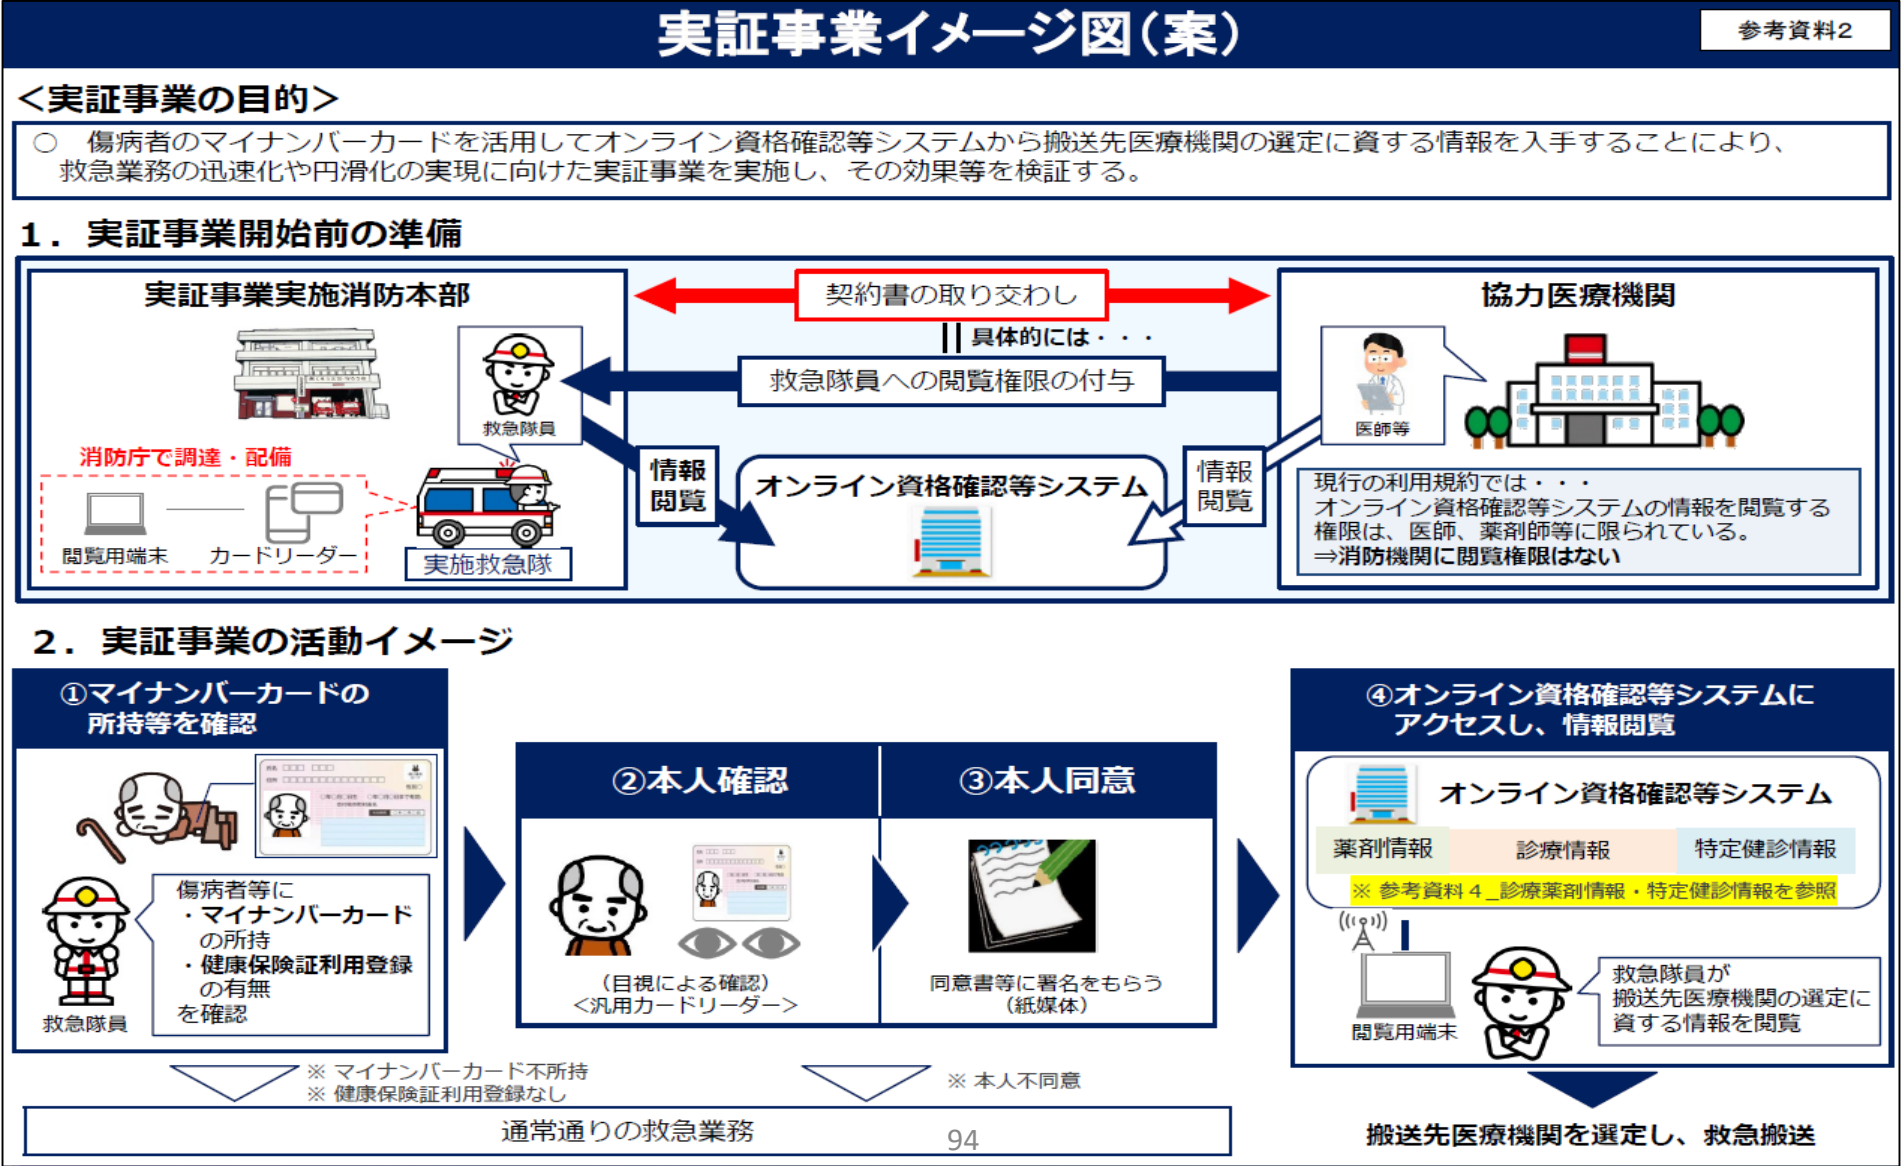 実証事業イメージ図（案）
参考資料2
＜実証事業の目的＞
○　傷病者のマイナンバーカードを活用してオンライン資格確認等システムから搬送先医療機関の選定に資する情報を入手することにより、
救急業務の迅速化や円滑化の実現に向けた実証事業を実施し、その効果等を検証する。
１．実証事業開始前の準備
実証事業実施消防本部
救急隊員
消防庁で調達・配備
閲覧用端末
カードリーダー
実施救急隊
契約書の取り交わし
具体的には・・・
救急隊員への閲覧権限の付与
情報
閲覧
オンライン資格確認等システム
情報
閲覧
協力医療機関
医師等
現行の利用規約では・・・
オンライン資格確認等システムの情報を閲覧する
権限は、医師、薬剤師等に限られている。
⇒消防機関に閲覧権限はない
２．実証事業の活動イメージ
①マイナンバーカードの
所持等を確認
救急隊員
傷病者等に
・マイナンバーカード
の所持
・健康保険証利用登録
の有無
を確認
②本人確認
（目視による確認）
＜汎用カードリーダー＞
③本人同意
同意書等に署名をもらう
（紙媒体）
④オンライン資格確認等システムに
アクセスし、情報閲覧
オンライン資格確認等システム
薬剤情報
診療情報
特定健診情報
※ 参考資料４_診療薬剤情報・特定健診情報を参照
閲覧用端末
救急隊員が
搬送先医療機関の選定に
資する情報を閲覧
※ マイナンバーカード不所持
※ 健康保険証利用登録なし
※ 本人不同意
通常通りの救急業務
94
搬送先医療機関を選定し、救急搬送